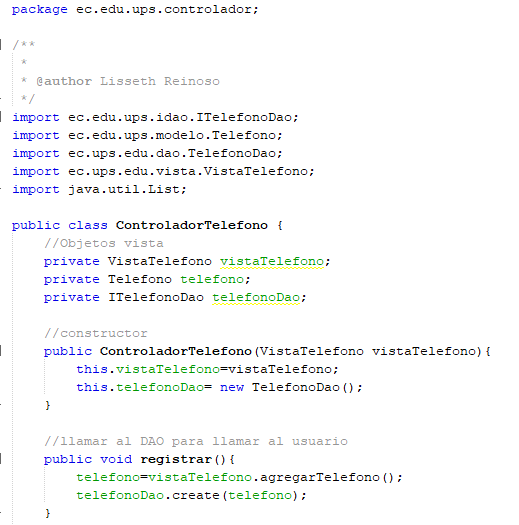 package ec.edu.ups.controlador;
/**
*
* @author Lisseth Reinoso
*/
import ec.edu.ups.idao.ITelefonoDao;
import ec.edu.ups.modelo.Telefono;
import ec.ups.edu.dao.TelefonoDao;
import ec.ups.edu.vista.VistaTelefono;
import java.util.List;
public class ControladorTelefono {
//Objetos vista
private VistaTelefono vistaTelefono;
private Telefono telefono;
private ITelefonoDao telefonoDao;
//constructor
public ControladorTelefono(VistaTelefono vistaTelefono){
this.vistaTelefono=vistaTelefono;
this.telefonoDao= new TelefonoDao();
}
//llamar al DAO para llamar al usuario
public void registrar(){
telefono=vistaTelefono.agregarTelefono();
telefonoDao.create(telefono);
}